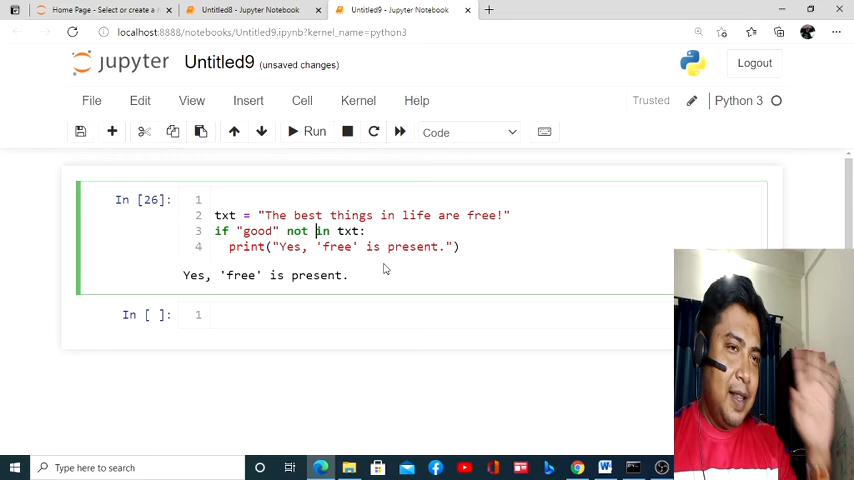 Home Page - Select or create a
Untitled8 - Jupyter Notebook
Untitled9 - Jupyter Notebook
localhost:8888/notebooks/Untitled9.ipynb?kernel_name=python3
jupyter Untitled9 (unsaved changes)
Logout
File Edit View Insert Cell Kernel Help
Trusted
Python 3
Run
Code
In [26]:
1
2 txt = "The best things in life are free!"
3 if "good" not in txt:
4 print("Yes, 'free' is present.")
Yes, 'free' is present.
In [ ]:
1
Type here to search